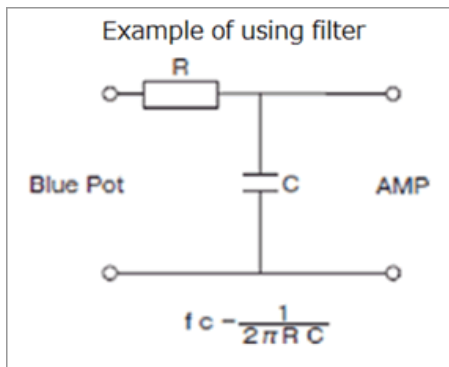 Example of using filter
R
Blue Pot
C
AMP
fc - 1 / 2πRC